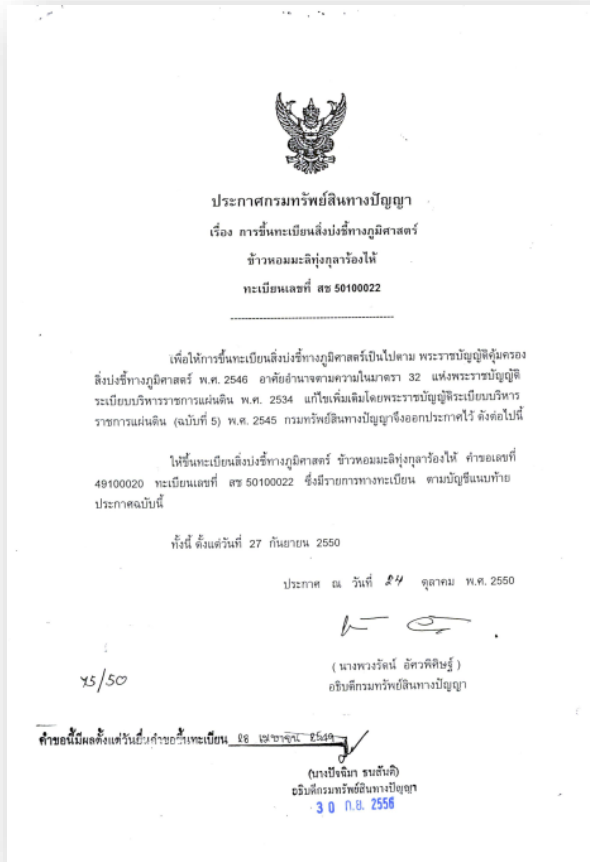 ประกาศกรมทรัพย์สินทางปัญญา
เรื่อง การขึ้นทะเบียนสิ่งบ่งชี้ทางภูมิศาสตร์
ข้าวหอมมะลิทุ่งกุลาร้องไห้
ทะเบียนเลขที่ สช 50100022
เพื่อให้การขึ้นทะเบียนสิ่งบ่งชี้ทางภูมิศาสตร์เป็นไปตาม พระราชบัญญัติคุ้มครอง
สิ่งบ่งชี้ทางภูมิศาสตร์ พ.ศ. 2546 อาศัยอำนาจตามความในมาตรา 32 แห่งพระราชบัญญัติ
ระเบียบบริหารราชการแผ่นดิน พ.ศ. 2534 แก้ไขเพิ่มเติมโดยพระราชบัญญัติระเบียบบริหาร
ราชการแผ่นดิน (ฉบับที่ 5) พ.ศ. 2545 กรมทรัพย์สินทางปัญญาจึงออกประกาศไว้ ดังต่อไปนี้
ให้ขึ้นทะเบียนสิ่งบ่งชี้ทางภูมิศาสตร์ ข้าวหอมมะลิทุ่งกุลาร้องไห้ คำขอเลขที่
49100020 ทะเบียนเลขที่ สช 50100022 ซึ่งมีรายการทางทะเบียน ตามบัญชีแนบท้าย
ประกาศฉบับนี้
ทั้งนี้ ตั้งแต่วันที่ 27 กันยายน 2550
ประกาศ ณ วันที่ 24 ตุลาคม พ.ศ. 2550
(นางพวงรัตน์ อัศวพิศิษฐ์)
อธิบดีกรมทรัพย์สินทางปัญญา
75/50
คำขอนี้มีผลตั้งแต่วันยื่นคำขอขึ้นทะเบียน 28 เมษายน 2549
(นางปัจฉิมา ธนสันติ)
อธิบดีกรมทรัพย์สินทางปัญญา
30 ก.ย. 2556